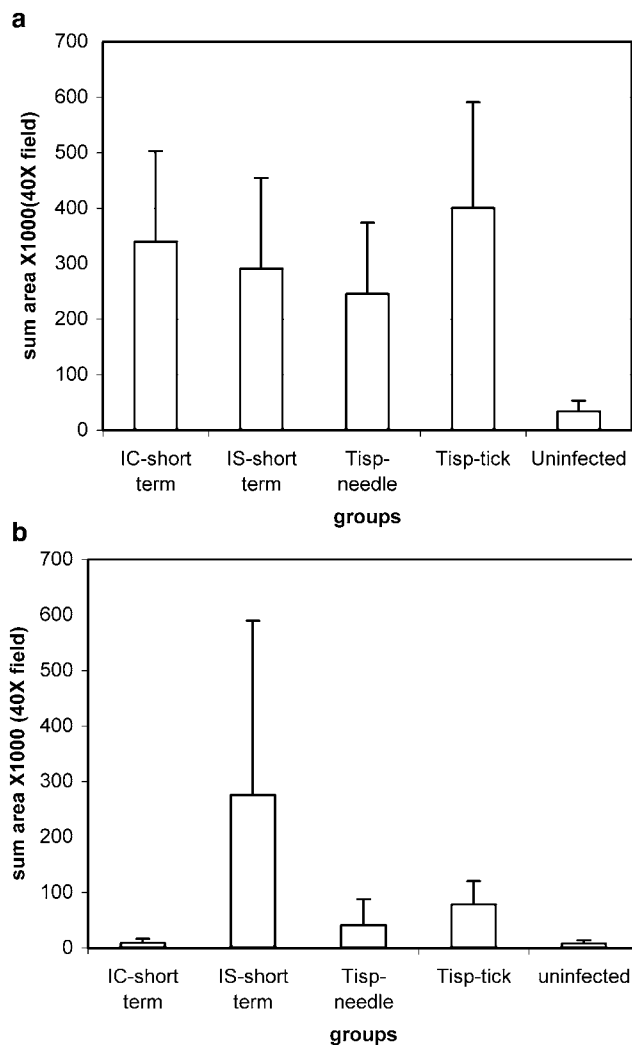 a
700
600
500
400
300
200
100
0
sum area X1000(40X field)
IC-short term
IS-short term
Tisp-needle
Tisp-tick
Uninfected
groups
b
700
600
500
400
300
200
100
0
sum area X1000 (40X field)
IC-short term
IS-short term
Tisp-needle
Tisp-tick
uninfected
groups